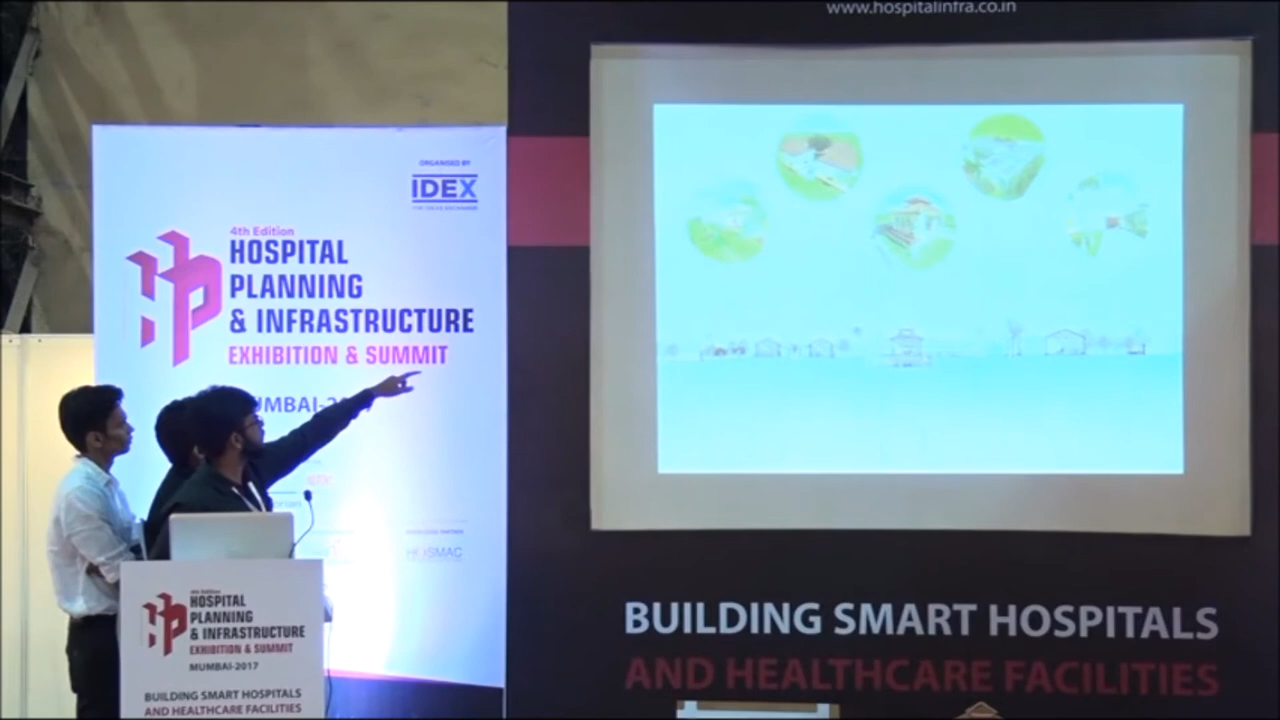 www.hospitalinfra.co.in
ORGANISED BY
IDEX
4th Edition
HOSPITAL
PLANNING
& INFRASTRUCTURE
EXHIBITION & SUMMIT
HOSMAC
HOSPITAL
PLANNING
& INFRASTRUCTURE
EXHIBITION & SUMMIT
MUMBAI-2017
BUILDING SMART HOSPITALS
AND HEALTHCARE FACILITIES
BUILDING SMART HOSPITALS
AND HEALTHCARE FACILITIES